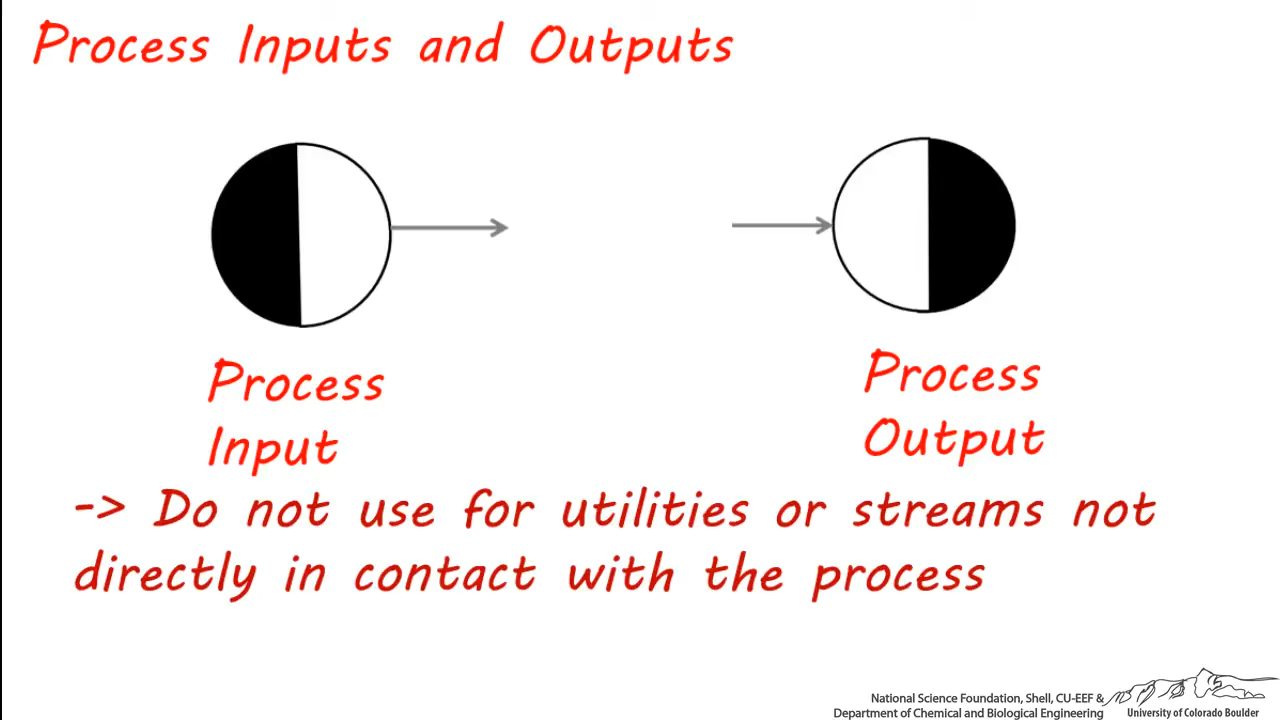 Process Inputs and Outputs
Process
Input
Process
Output
-> Do not use for utilities or streams not
directly in contact with the process
National Science Foundation, Shell, CU-EEF &
Department of Chemical and Biological Engineering
University of Colorado Boulder